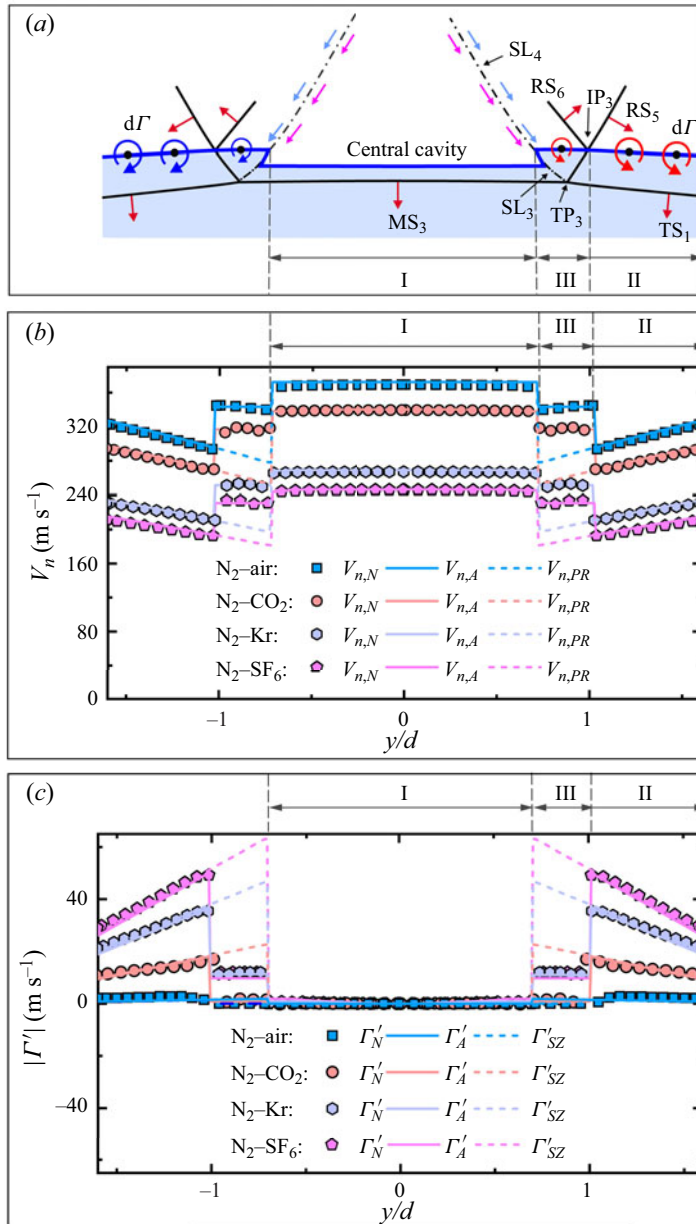 (a)
SL4
RS6
IP3
RS5
dΓ
dΓ
Central cavity
SL3
TP3
MS3
TS1
I
III
II
(b)
I
III
II
320
240
160
80
0
Vn (m s−1)
N2–air: Vn,N Vn,A Vn,PR
N2–CO2: Vn,N Vn,A Vn,PR
N2–Kr: Vn,N Vn,A Vn,PR
N2–SF6: Vn,N Vn,A Vn,PR
−1
0
1
y/d
(c)
I
III
II
40
0
−40
|Γ′| (m s−1)
N2–air: Γ′N Γ′A Γ′SZ
N2–CO2: Γ′N Γ′A Γ′SZ
N2–Kr: Γ′N Γ′A Γ′SZ
N2–SF6: Γ′N Γ′A Γ′SZ
−1
0
1
y/d